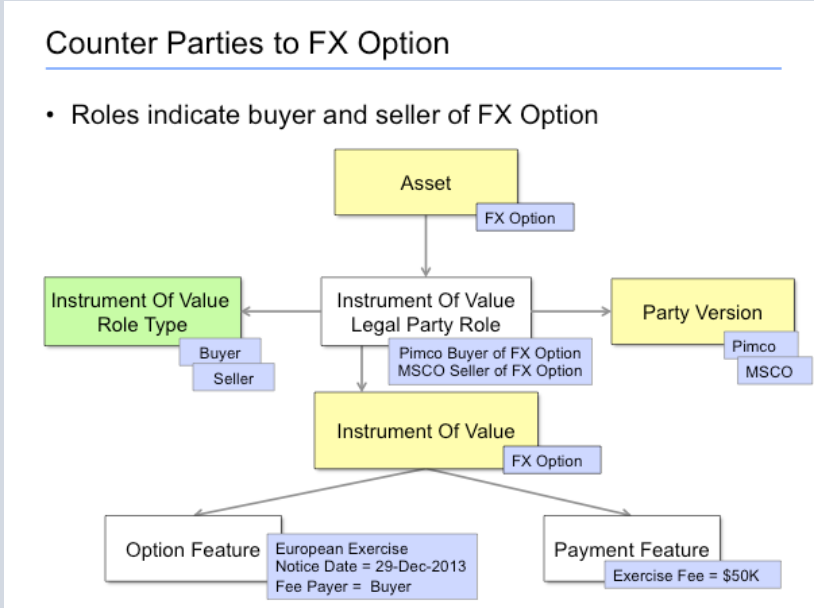 Counter Parties to FX Option
• Roles indicate buyer and seller of FX Option
Asset
FX Option
Instrument Of Value
Role Type
Buyer
Seller
Instrument Of Value
Legal Party Role
Pimco Buyer of FX Option
MSCO Seller of FX Option
Party Version
Pimco
MSCO
Instrument Of Value
FX Option
Option Feature
European Exercise
Notice Date = 29-Dec-2013
Fee Payer = Buyer
Payment Feature
Exercise Fee = $50K